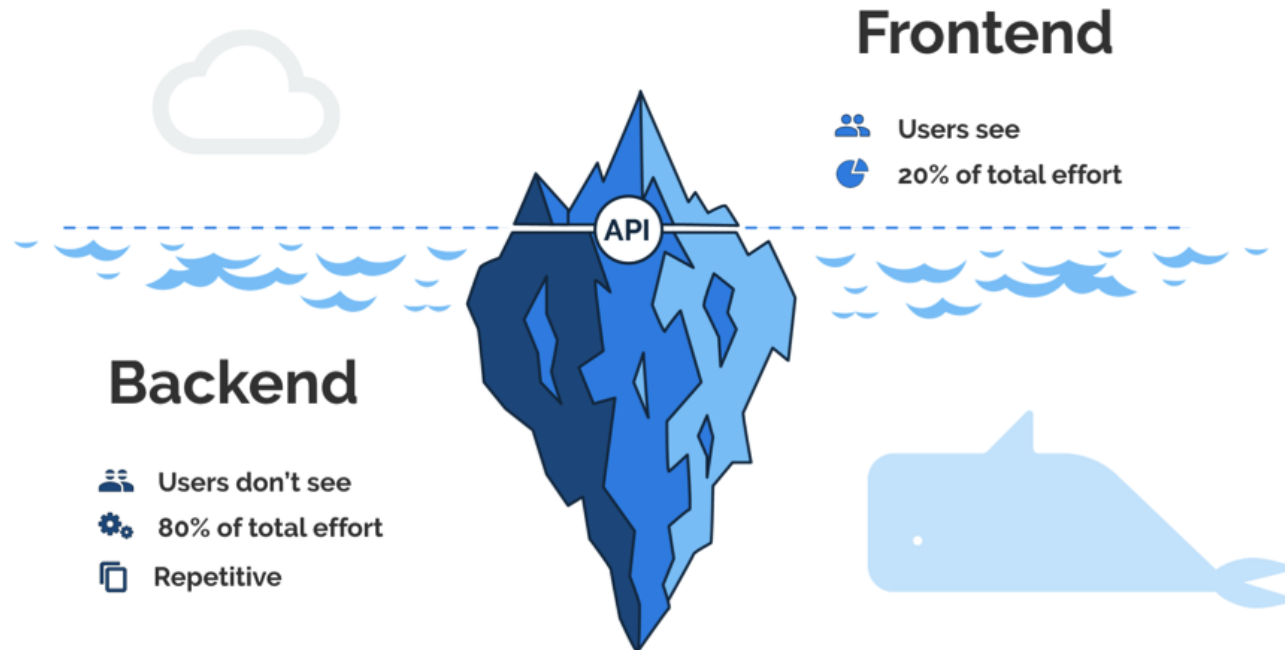 Frontend
Users see
20% of total effort
API
Backend
Users don't see
80% of total effort
Repetitive